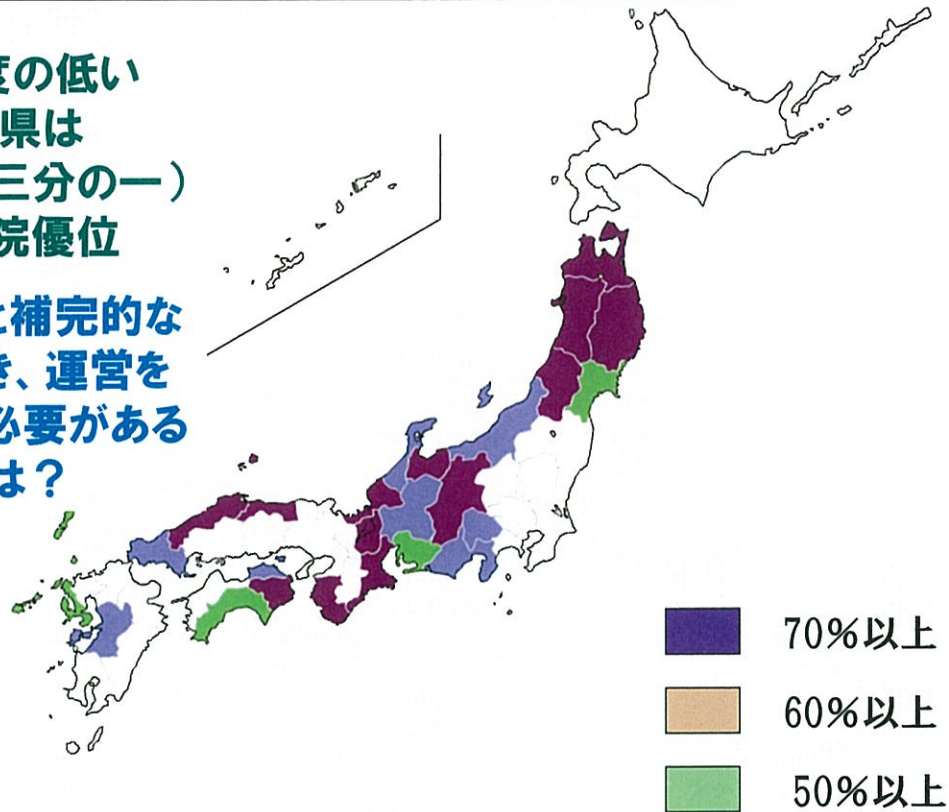 度の低い
県は
三分の一）
院優位
と補完的な
き、運営を
必要がある
は？
70％以上
60％以上
50％以上